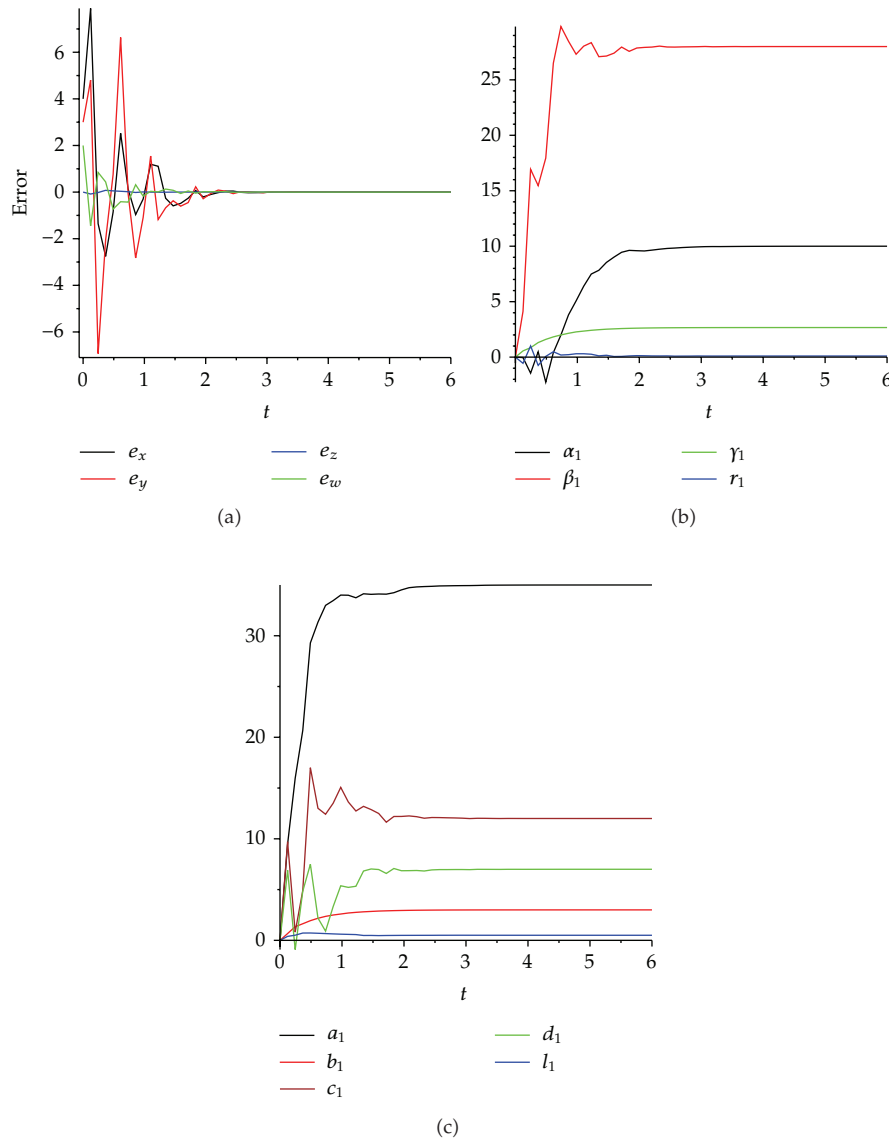 6
4
2
0
−2
−4
−6
Error
0 1 2 3 4 5 6
t
e_x e_z
e_y e_w
(a)
25
20
15
10
5
0
1 2 3 4 5 6
t
α_1 γ_1
β_1 r_1
(b)
30
20
10
0
0 1 2 3 4 5 6
t
a_1 d_1
b_1 l_1
c_1
(c)